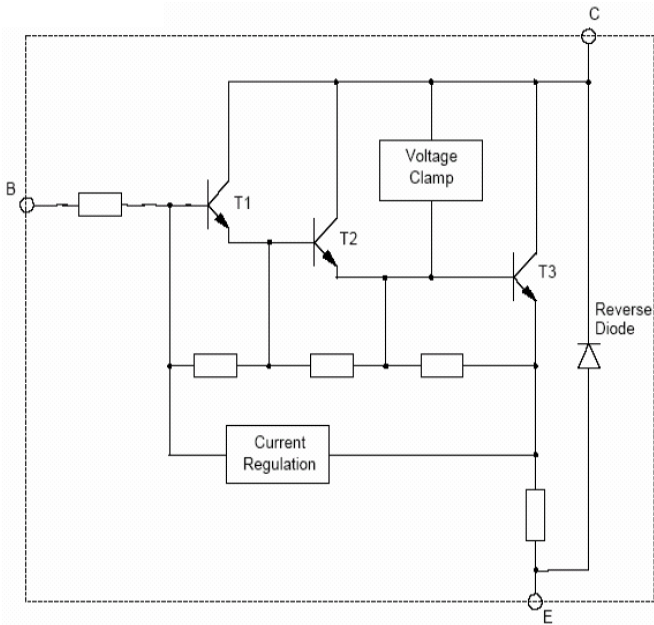 C
B
Voltage
Clamp
T1
T2
T3
Reverse
Diode
Current
Regulation
E